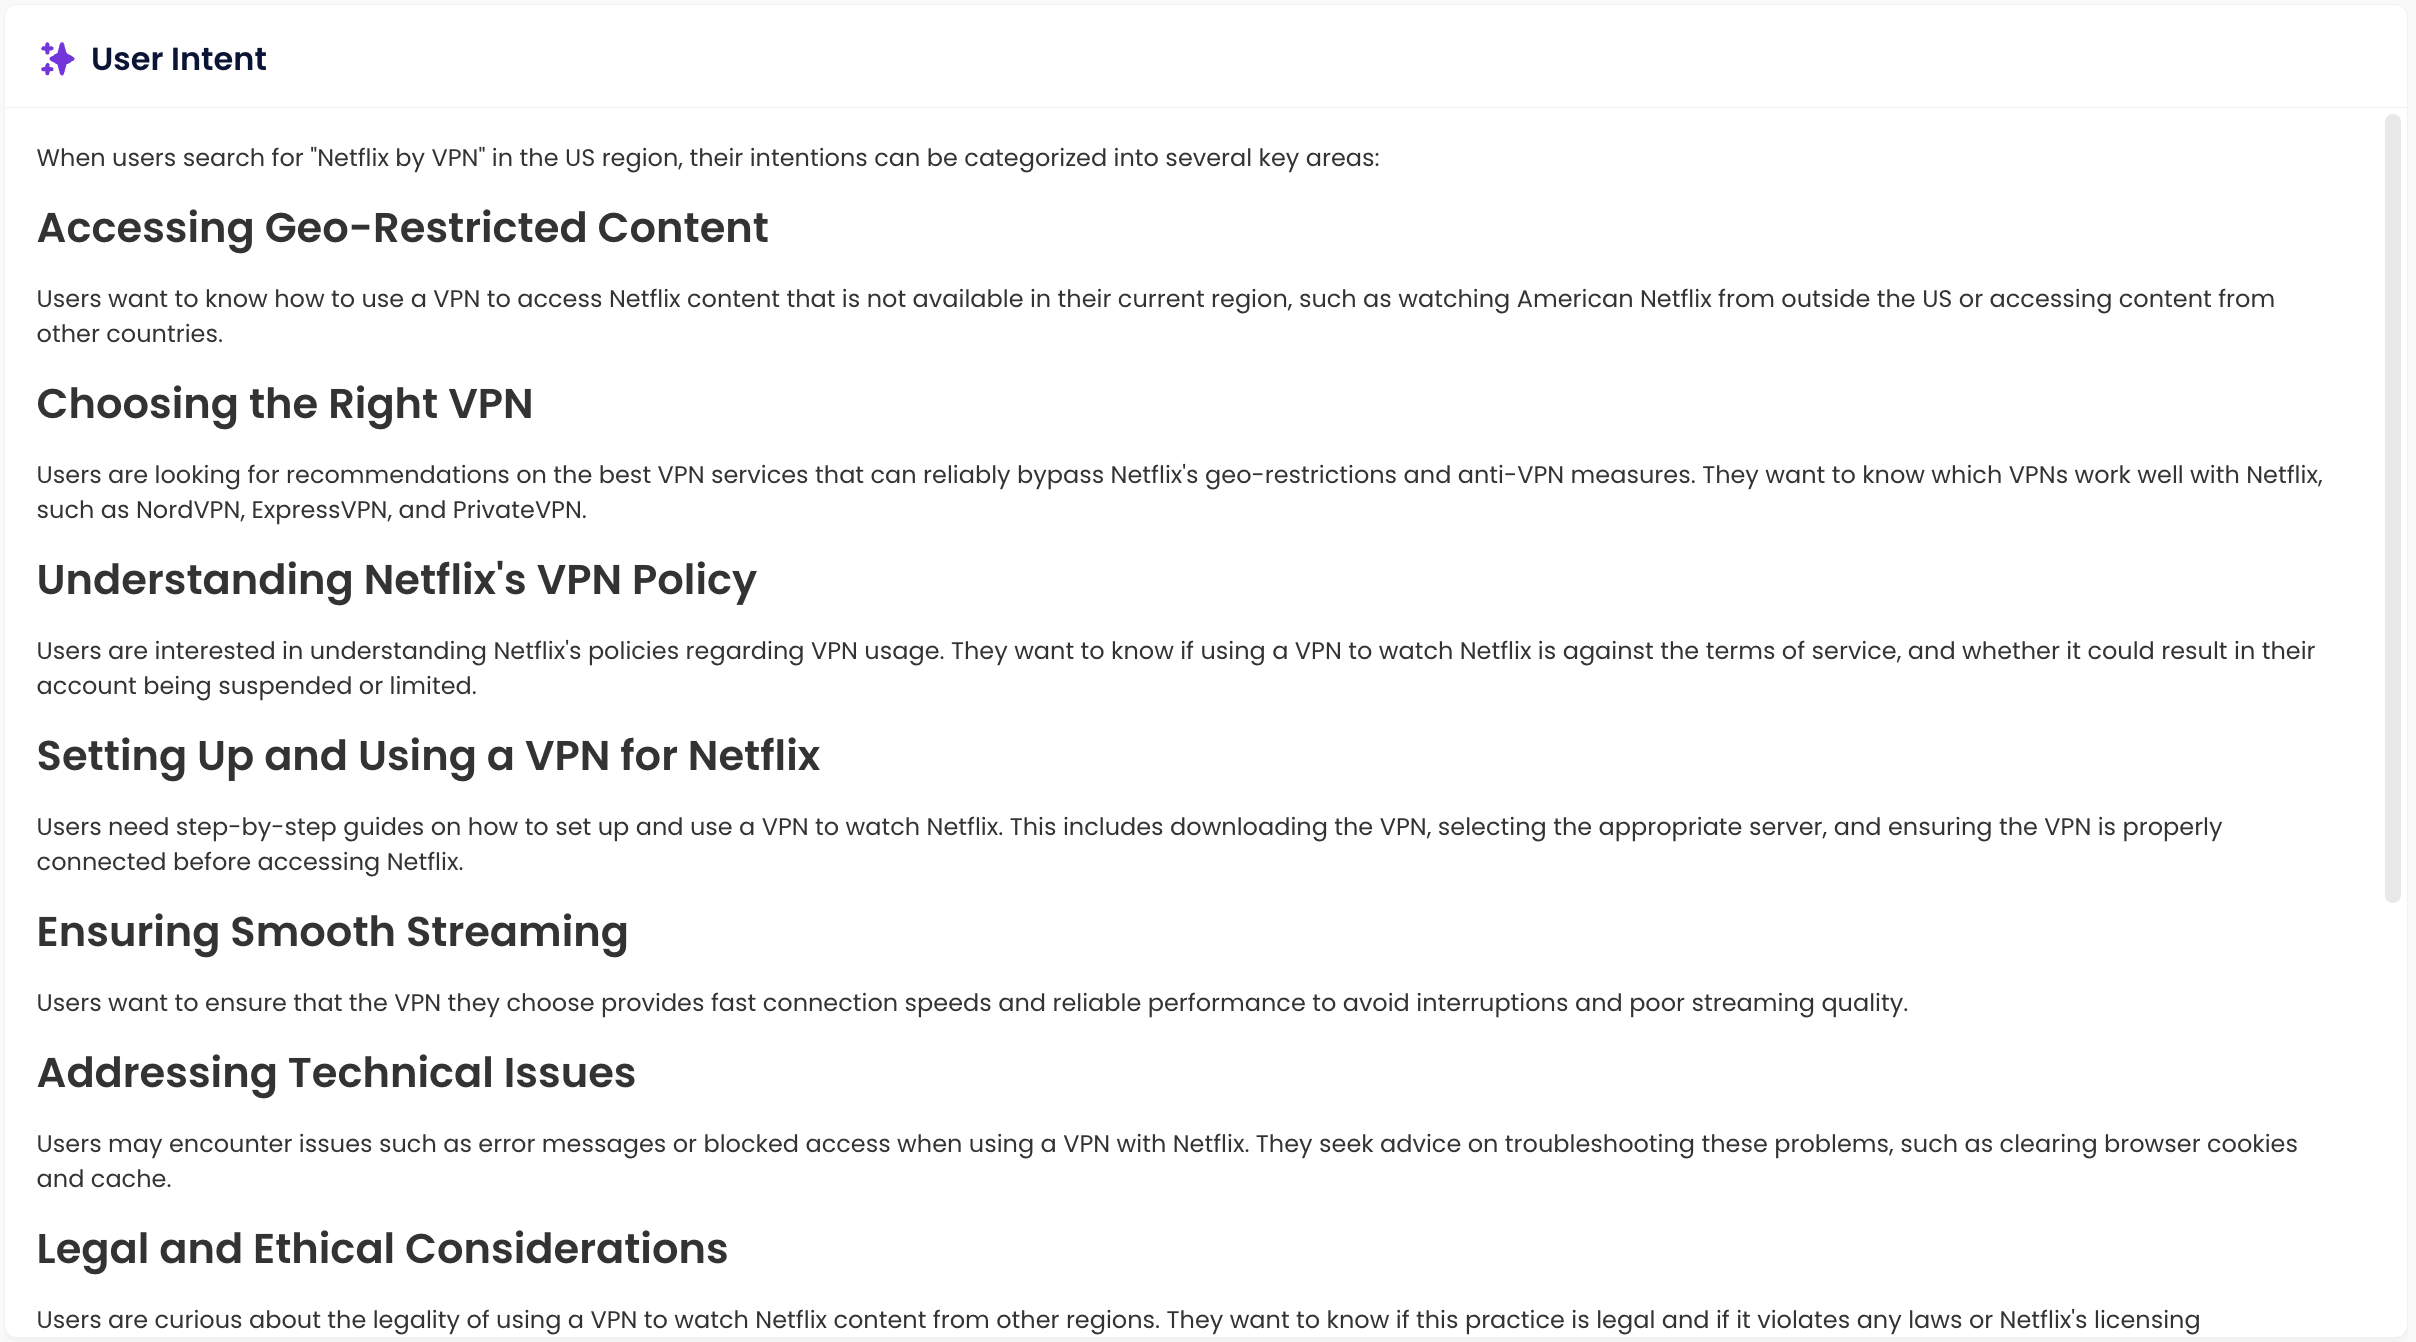 User Intent
When users search for "Netflix by VPN" in the US region, their intentions can be categorized into several key areas:
Accessing Geo-Restricted Content
Users want to know how to use a VPN to access Netflix content that is not available in their current region, such as watching American Netflix from outside the US or accessing content from
other countries.
Choosing the Right VPN
Users are looking for recommendations on the best VPN services that can reliably bypass Netflix's geo-restrictions and anti-VPN measures. They want to know which VPNs work well with Netflix,
such as NordVPN, ExpressVPN, and PrivateVPN.
Understanding Netflix's VPN Policy
Users are interested in understanding Netflix's policies regarding VPN usage. They want to know if using a VPN to watch Netflix is against the terms of service, and whether it could result in their
account being suspended or limited.
Setting Up and Using a VPN for Netflix
Users need step-by-step guides on how to set up and use a VPN to watch Netflix. This includes downloading the VPN, selecting the appropriate server, and ensuring the VPN is properly
connected before accessing Netflix.
Ensuring Smooth Streaming
Users want to ensure that the VPN they choose provides fast connection speeds and reliable performance to avoid interruptions and poor streaming quality.
Addressing Technical Issues
Users may encounter issues such as error messages or blocked access when using a VPN with Netflix. They seek advice on troubleshooting these problems, such as clearing browser cookies
and cache.
Legal and Ethical Considerations
Users are curious about the legality of using a VPN to watch Netflix content from other regions. They want to know if this practice is legal and if it violates any laws or Netflix's licensing